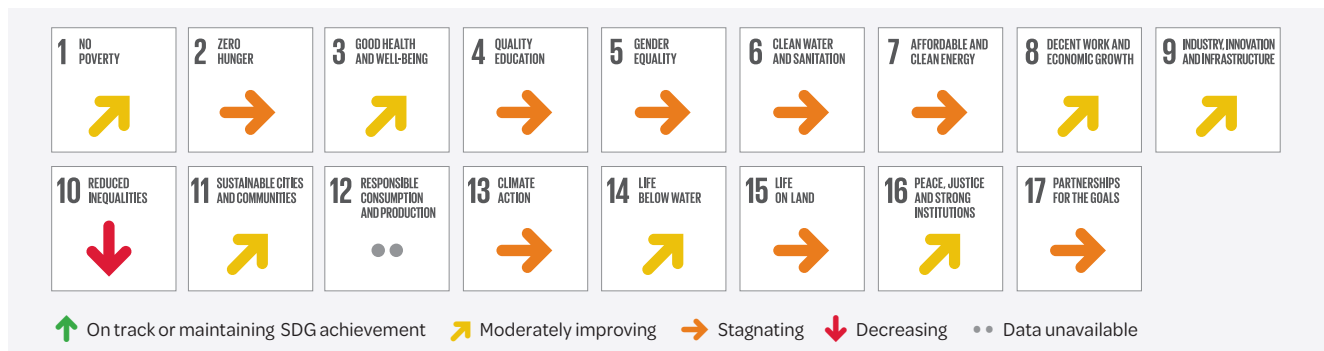 1 NO
POVERTY
2 ZERO
HUNGER
3 GOOD HEALTH
AND WELL-BEING
4 QUALITY
EDUCATION
5 GENDER
EQUALITY
6 CLEAN WATER
AND SANITATION
7 AFFORDABLE AND
CLEAN ENERGY
8 DECENT WORK AND
ECONOMIC GROWTH
9 INDUSTRY, INNOVATION
AND INFRASTRUCTURE
10 REDUCED
INEQUALITIES
11 SUSTAINABLE CITIES
AND COMMUNITIES
12 RESPONSIBLE
CONSUMPTION
AND PRODUCTION
13 CLIMATE
ACTION
14 LIFE
BELOW WATER
15 LIFE
ON LAND
16 PEACE, JUSTICE
AND STRONG
INSTITUTIONS
17 PARTNERSHIPS
FOR THE GOALS
On track or maintaining SDG achievement Moderately improving Stagnating Decreasing Data unavailable